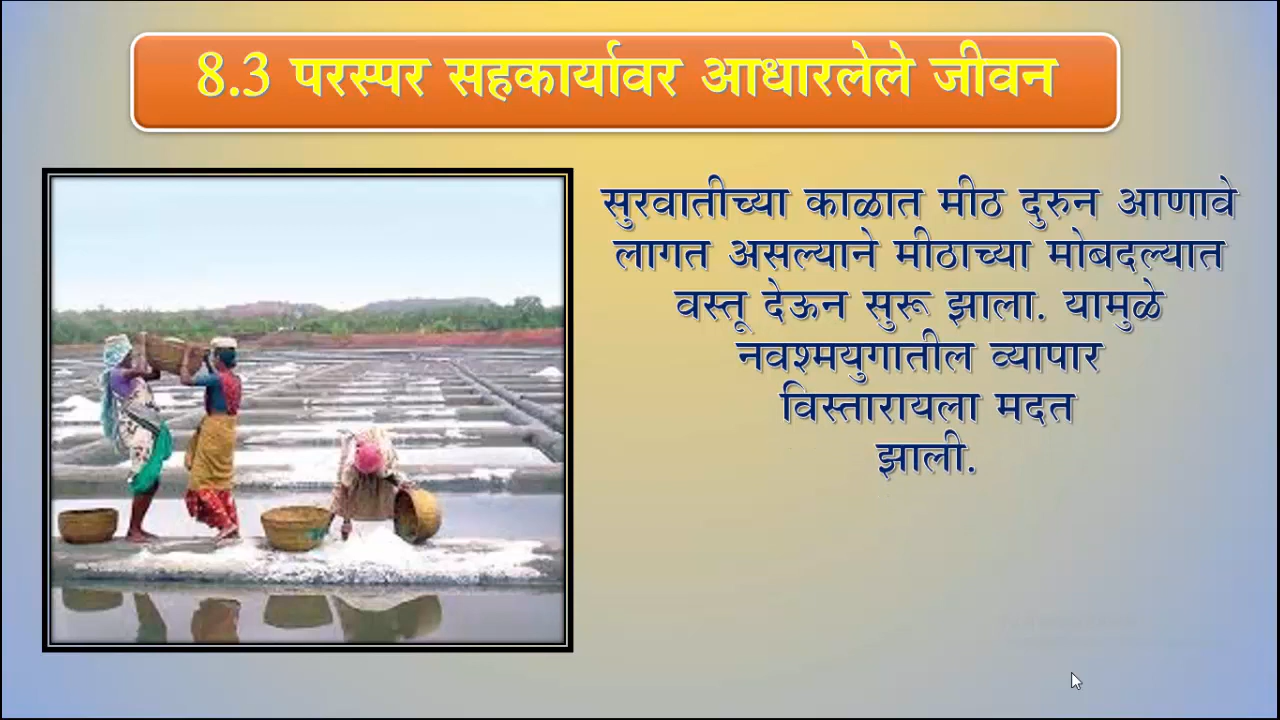 8.3 परस्पर सहकार्यावर आधारलेले जीवन
सुरवातीच्या काळात मीठ दुरुन आणावे
लागत असल्याने मीठाच्या मोबदल्यात
वस्तू देऊन सुरू झाला. यामुळे
नवश्मयुगातील व्यापार
विस्तारायला मदत
झाली.